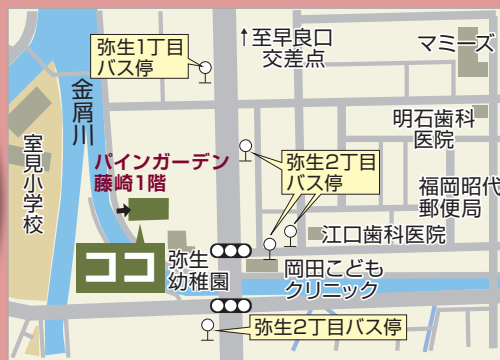 弥生1丁目
バス停
↑至早良口
交差点
マミーズ
金屑川
明石歯科
医院
室見小学校
パインガーデン
藤崎1階
弥生2丁目
バス停
福岡昭代
郵便局
江口歯科医院
ココ
弥生
幼稚園
岡田こども
クリニック
弥生2丁目バス停